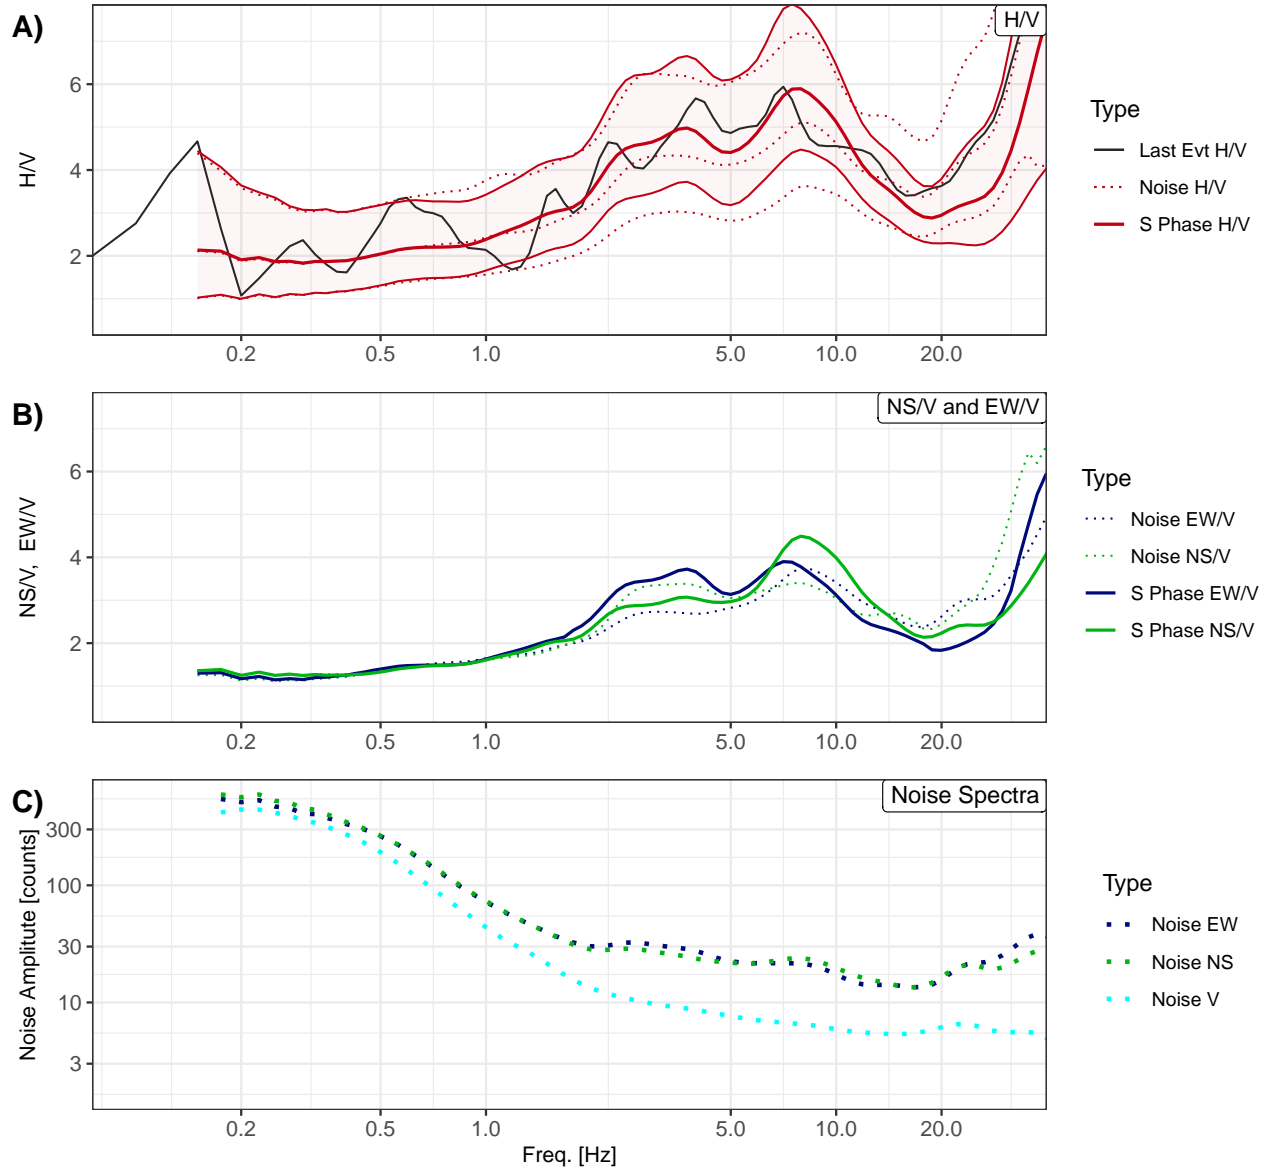 A)
H/V
H/V
6
4
2
0.2 0.5 1.0 5.0 10.0 20.0
Type
Last Evt H/V
Noise H/V
S Phase H/V
B)
NS/V and EW/V
NS/V, EW/V
6
4
2
0.2 0.5 1.0 5.0 10.0 20.0
Type
Noise EW/V
Noise NS/V
S Phase EW/V
S Phase NS/V
C)
Noise Spectra
Noise Amplitute [counts]
300
100
30
10
3
0.2 0.5 1.0 5.0 10.0 20.0
Freq. [Hz]
Type
Noise EW
Noise NS
Noise V